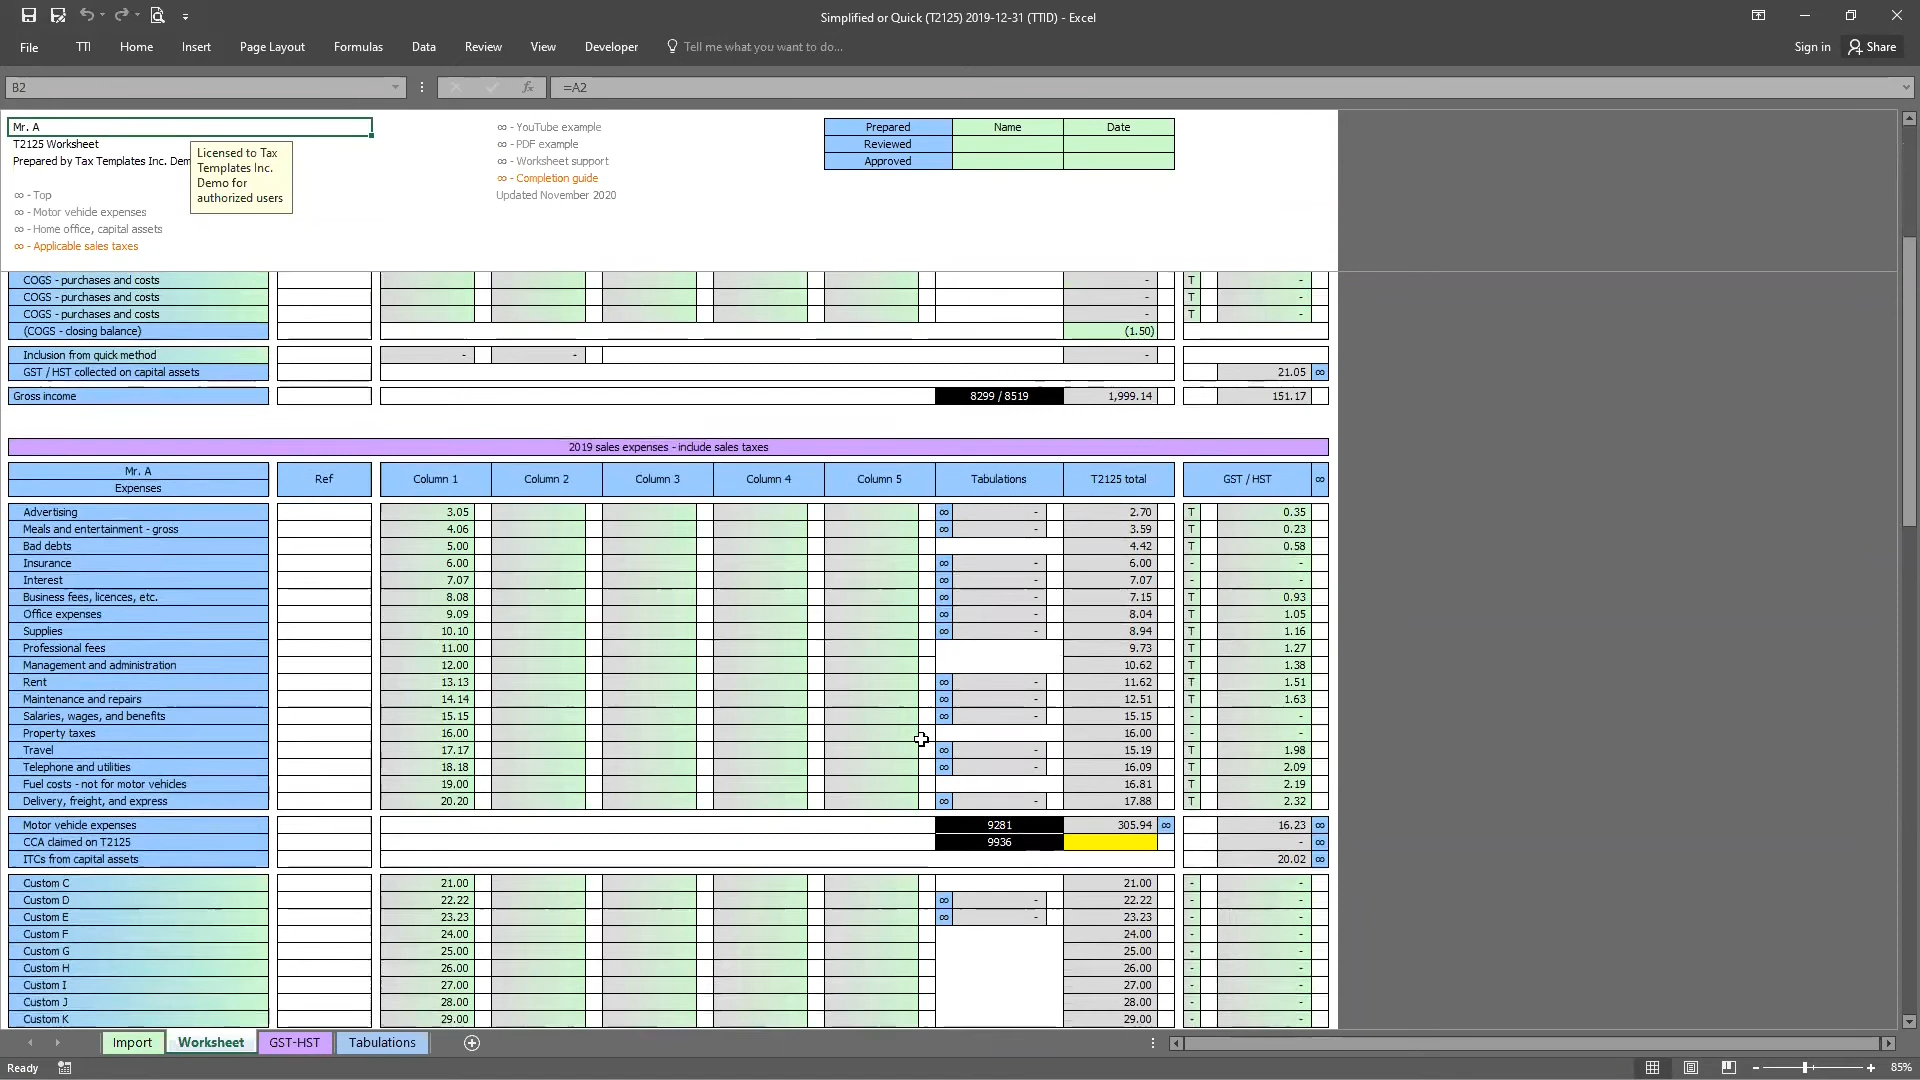 Simplified or Quick (T2125) 2019-12-31 (TTID) - Excel
File TTI Home Insert Page Layout Formulas Data Review View Developer Tell me what you want to do... Sign in Share
B2 fx =A2
Mr. A ∞ - YouTube example Prepared Name Date
T2125 Worksheet ∞ - PDF example Reviewed
Prepared by Tax Templates Inc. Dem ∞ - Worksheet support Approved
Licensed to Tax
Templates Inc.
Demo for
authorized users
∞ - Completion guide
∞ - Top Updated November 2020
∞ - Motor vehicle expenses
∞ - Home office, capital assets
∞ - Applicable sales taxes
COGS - purchases and costs - T -
COGS - purchases and costs - T -
COGS - purchases and costs - T -
(COGS - closing balance) (1.50)
Inclusion from quick method - - -
GST / HST collected on capital assets 21.05 ∞
Gross income 8299 / 8519 1,999.14 151.17
2019 sales expenses - include sales taxes
Mr. A
Expenses
Ref Column 1 Column 2 Column 3 Column 4 Column 5 Tabulations T2125 total GST / HST ∞
Advertising 3.05 ∞ - 2.70 T 0.35
Meals and entertainment - gross 4.06 ∞ - 3.59 T 0.23
Bad debts 5.00 4.42 T 0.58
Insurance 6.00 ∞ - 6.00 - -
Interest 7.07 ∞ - 7.07 - -
Business fees, licences, etc. 8.08 ∞ - 7.15 T 0.93
Office expenses 9.09 ∞ - 8.04 T 1.05
Supplies 10.10 ∞ - 8.94 T 1.16
Professional fees 11.00 9.73 T 1.27
Management and administration 12.00 10.62 T 1.38
Rent 13.13 ∞ - 11.62 T 1.51
Maintenance and repairs 14.14 ∞ - 12.51 T 1.63
Salaries, wages, and benefits 15.15 ∞ - 15.15 - -
Property taxes 16.00 16.00 - -
Travel 17.17 ∞ - 15.19 T 1.98
Telephone and utilities 18.18 ∞ - 16.09 T 2.09
Fuel costs - not for motor vehicles 19.00 16.81 T 2.19
Delivery, freight, and express 20.20 ∞ - 17.88 T 2.32
Motor vehicle expenses 9281 305.94 ∞ 16.23 ∞
CCA claimed on T2125 9936 - ∞
ITCs from capital assets 20.02 ∞
Custom C 21.00 21.00 - -
Custom D 22.22 ∞ - 22.22 - -
Custom E 23.23 ∞ - 23.23 - -
Custom F 24.00 24.00 - -
Custom G 25.00 25.00 - -
Custom H 26.00 26.00 - -
Custom I 27.00 27.00 - -
Custom J 28.00 28.00 - -
Custom K 29.00 29.00 - -
Import Worksheet GST-HST Tabulations
Ready 85%